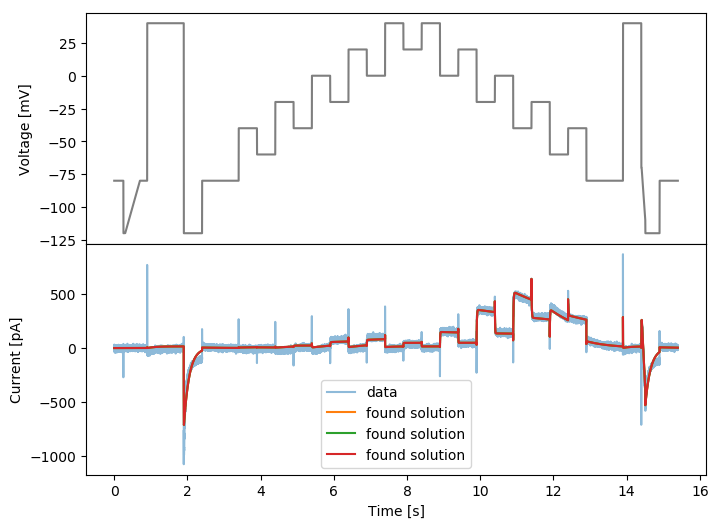 Voltage [mV]
25
0
−25
−50
−75
−100
−125
Current [pA]
500
0
−500
−1000
data
found solution
found solution
found solution
0
2
4
6
8
10
12
14
16
Time [s]